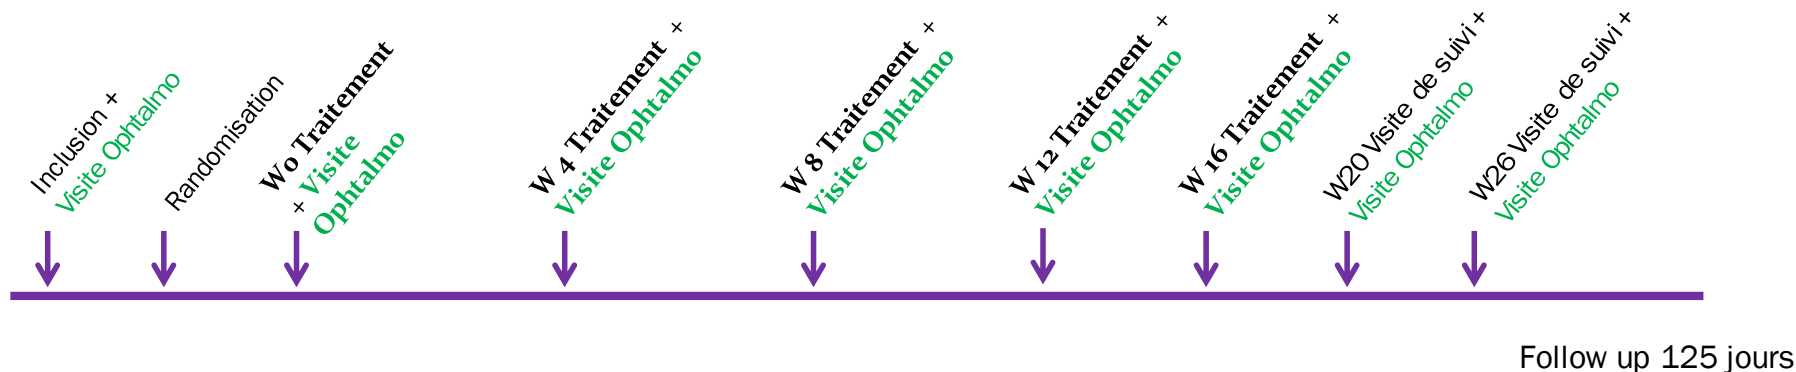 Inclusion +
Visite Ophtalmo
Randomisation
W0 Traitement
+ Visite
Ophtalmo
W 4 Traitement +
Visite Ophtalmo
W 8 Traitement +
Visite Ophtalmo
W 12 Traitement +
Visite Ophtalmo
W 16 Traitement +
Visite Ophtalmo
W20 Visite de suivi +
Visite Ophtalmo
W26 Visite de suivi +
Visite Ophtalmo
Follow up 125 jours